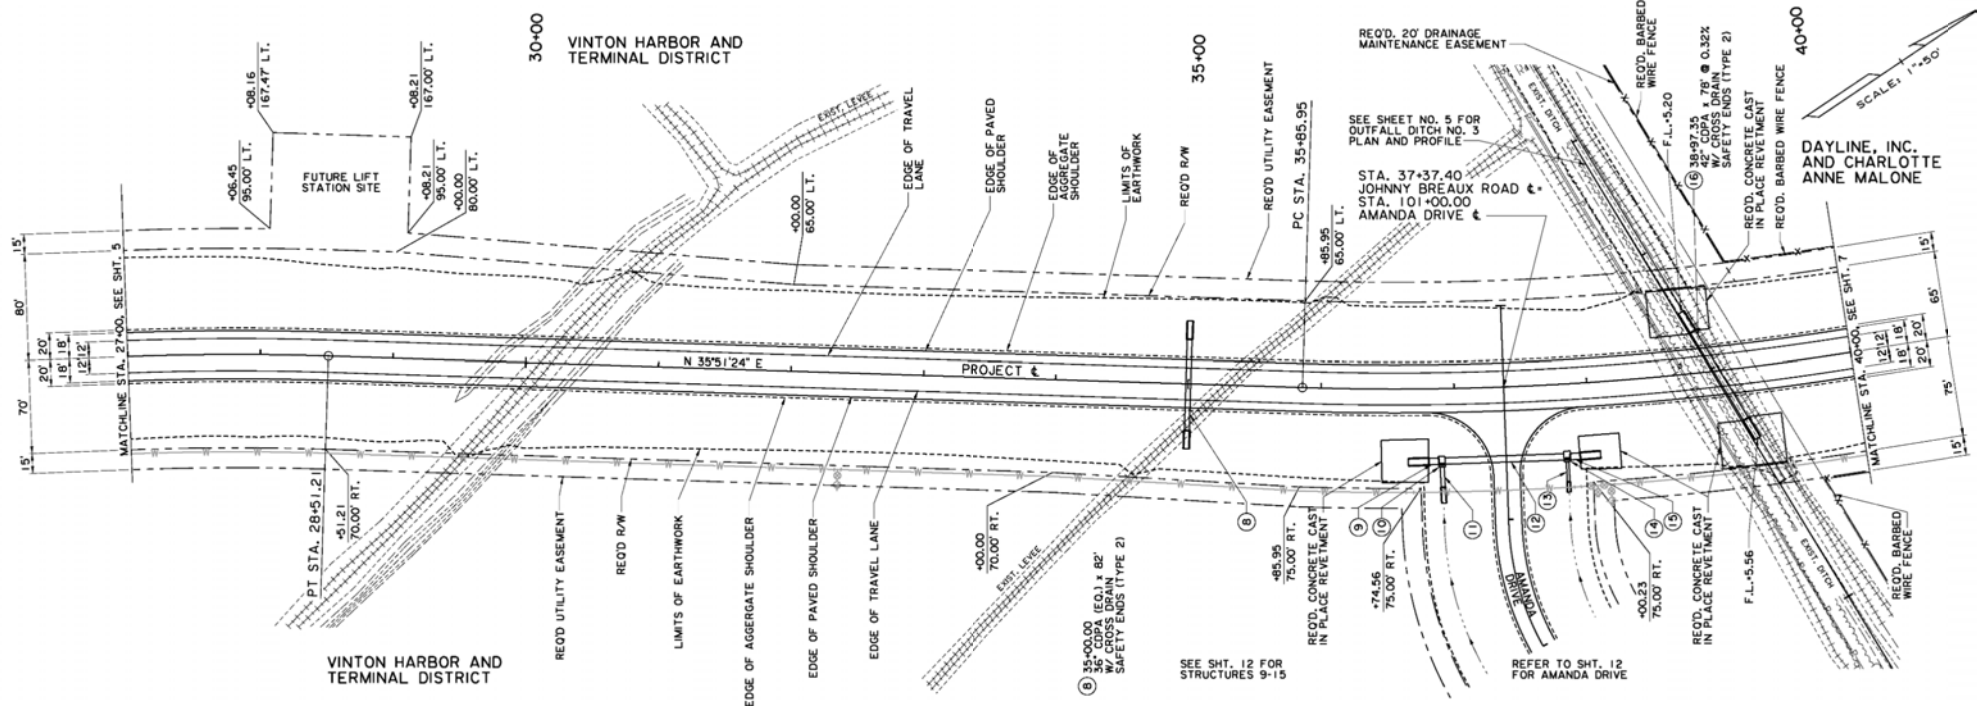 30+00
VINTON HARBOR AND
TERMINAL DISTRICT
35+00
40+00
REQ'D. 20' DRAINAGE
MAINTENANCE EASEMENT
REQ'D. BARBED
WIRE FENCE
SCALE: 1"=50'
+08.16
167.47' LT.
+08.21
167.00' LT.
+06.45
95.00' LT.
FUTURE LIFT
STATION SITE
+08.21
95.00' LT.
+00.00
80.00' LT.
EXIST. LEVEE
+00.00
65.00' LT.
EDGE OF TRAVEL
LANE
EDGE OF PAVED
SHOULDER
EDGE OF
AGGREGATE
SHOULDER
LIMITS OF
EARTHWORK
REQ'D R/W
REQ'D UTILITY EASEMENT
PC STA. 35+85.95
+85.95
65.00' LT.
SEE SHEET NO. 5 FOR
OUTFALL DITCH NO. 3
PLAN AND PROFILE
STA. 37+37.40
JOHNNY BREAUX ROAD ℄ =
STA. 101+00.00
AMANDA DRIVE ℄
EXIST. DITCH
F.L.=5.20
16 38+97.35
42" CDPA x 78' @ 0.32%
W/ CROSS DRAIN
SAFETY ENDS (TYPE 2)
REQ'D. CONCRETE CAST
IN PLACE REVETMENT
REQ'D. BARBED WIRE FENCE
DAYLINE, INC.
AND CHARLOTTE
ANNE MALONE
15'
80'
20' 20'
18' 18'
12' 12'
70'
15'
MATCHLINE STA. 27+00, SEE SHT. 5
N 35°51'24" E
PROJECT ℄
MATCHLINE STA. 40+00, SEE SHT. 7
15'
65'
12' 12'
18' 18'
20' 20'
75'
15'
PT STA. 28+51.21
+51.21
70.00' RT.
VINTON HARBOR AND
TERMINAL DISTRICT
REQ'D UTILITY EASEMENT
REQ'D R/W
LIMITS OF EARTHWORK
EDGE OF AGGERGATE SHOULDER
EDGE OF PAVED SHOULDER
EDGE OF TRAVEL LANE
+00.00
70.00' RT.
EXIST. LEVEE
8
8 35+00.00
36" CDPA (EQ.) x 82'
W/ CROSS DRAIN
SAFETY ENDS (TYPE 2)
SEE SHT. 12 FOR
STRUCTURES 9-15
+85.95
75.00' RT.
REQ'D. CONCRETE CAST
IN PLACE REVETMENT
9
10
11
12
13
14
15
+74.56
75.00' RT.
AMANDA
DRIVE
REFER TO SHT. 12
FOR AMANDA DRIVE
+00.23
75.00' RT.
REQ'D. CONCRETE CAST
IN PLACE REVETMENT
F.L.=5.56
EXIST. DITCH
REQ'D. BARBED
WIRE FENCE